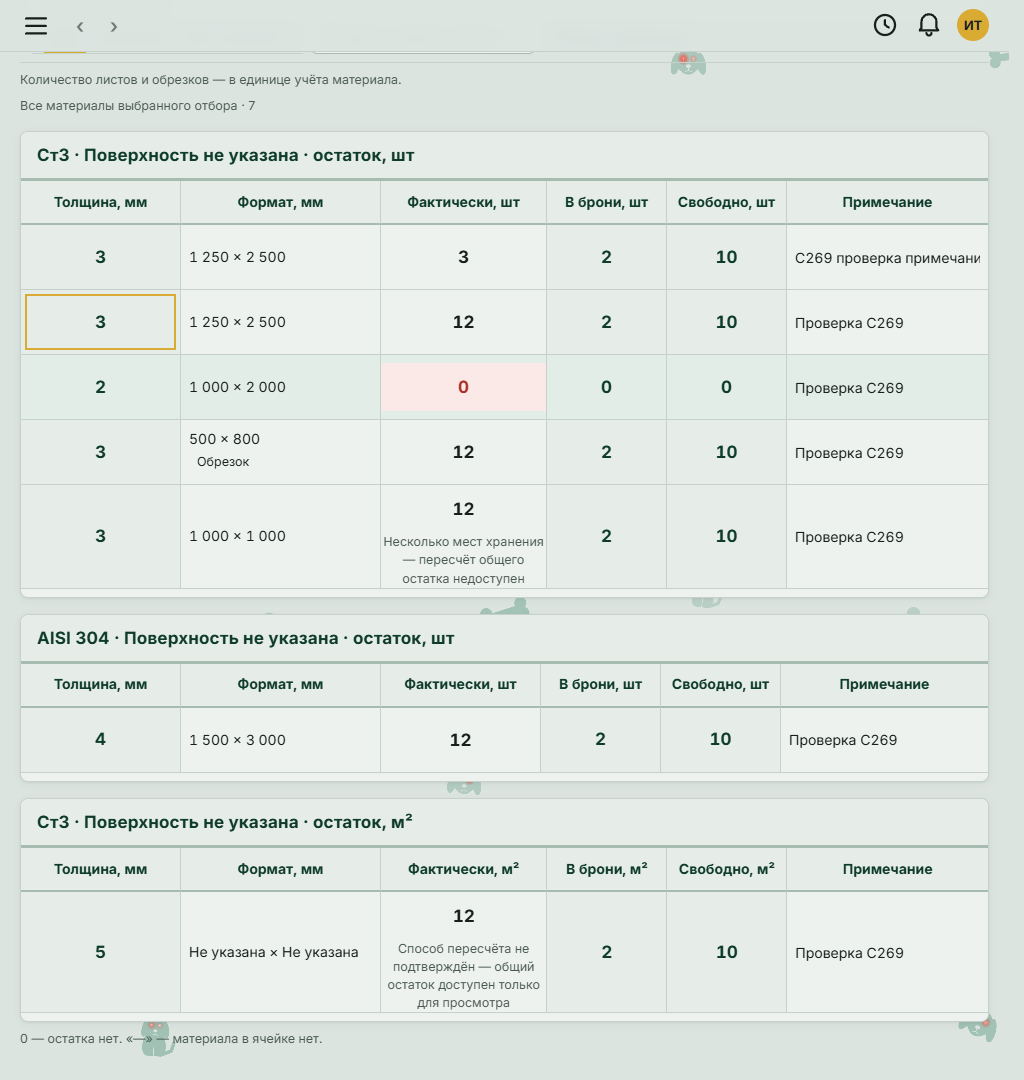 ИТ
Количество листов и обрезков — в единице учёта материала.
Все материалы выбранного отбора · 7
Ст3 · Поверхность не указана · остаток, шт
Толщина, мм Формат, мм Фактически, шт В брони, шт Свободно, шт Примечание
3 1 250 × 2 500 3 2 10 С269 проверка примечани
3 1 250 × 2 500 12 2 10 Проверка С269
2 1 000 × 2 000 0 0 0 Проверка С269
3 500 × 800 12 2 10 Проверка С269
Обрезок
3 1 000 × 1 000 12 2 10 Проверка С269
Несколько мест хранения
— пересчёт общего
остатка недоступен
AISI 304 · Поверхность не указана · остаток, шт
Толщина, мм Формат, мм Фактически, шт В брони, шт Свободно, шт Примечание
4 1 500 × 3 000 12 2 10 Проверка С269
Ст3 · Поверхность не указана · остаток, м²
Толщина, мм Формат, мм Фактически, м² В брони, м² Свободно, м² Примечание
5 Не указана × Не указана 12 2 10 Проверка С269
Способ пересчёта не
подтверждён — общий
остаток доступен только
для просмотра
0 — остатка нет. «—» — материала в ячейке нет.